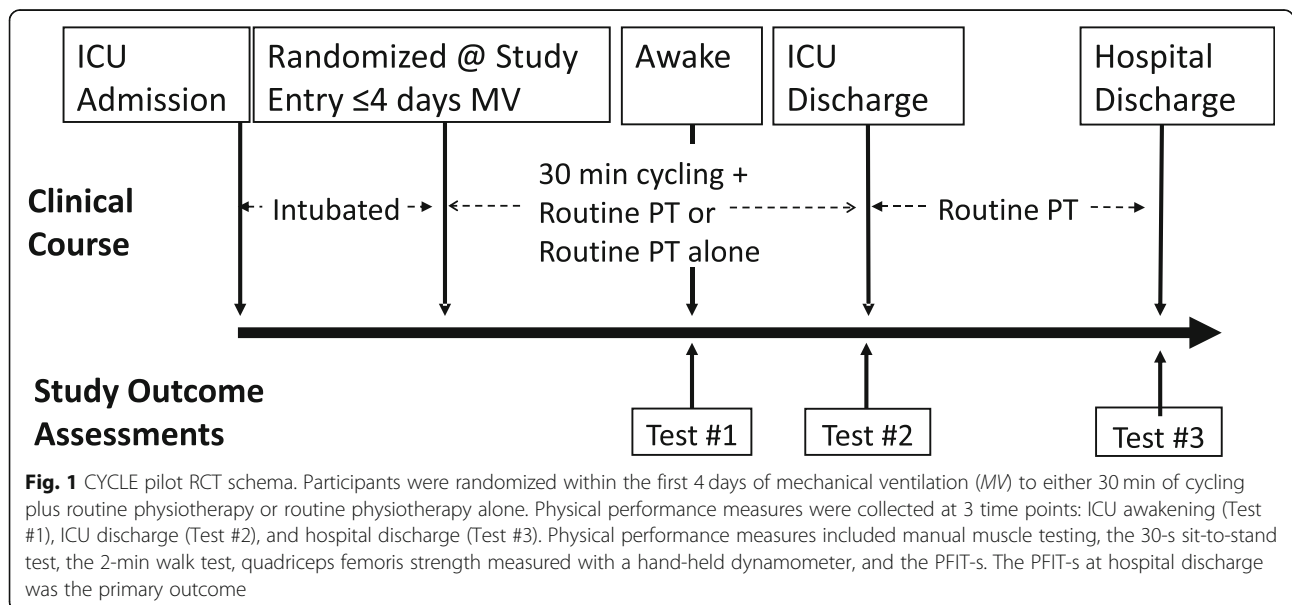 ICU
Admission
Randomized @ Study
Entry ≤4 days MV
Awake
ICU
Discharge
Hospital
Discharge
Clinical
Course
Intubated
30 min cycling +
Routine PT or
Routine PT alone
Routine PT
Study Outcome
Assessments
Test #1
Test #2
Test #3
Fig. 1 CYCLE pilot RCT schema. Participants were randomized within the first 4 days of mechanical ventilation (MV) to either 30 min of cycling
plus routine physiotherapy or routine physiotherapy alone. Physical performance measures were collected at 3 time points: ICU awakening (Test
#1), ICU discharge (Test #2), and hospital discharge (Test #3). Physical performance measures included manual muscle testing, the 30-s sit-to-stand
test, the 2-min walk test, quadriceps femoris strength measured with a hand-held dynamometer, and the PFIT-s. The PFIT-s at hospital discharge
was the primary outcome